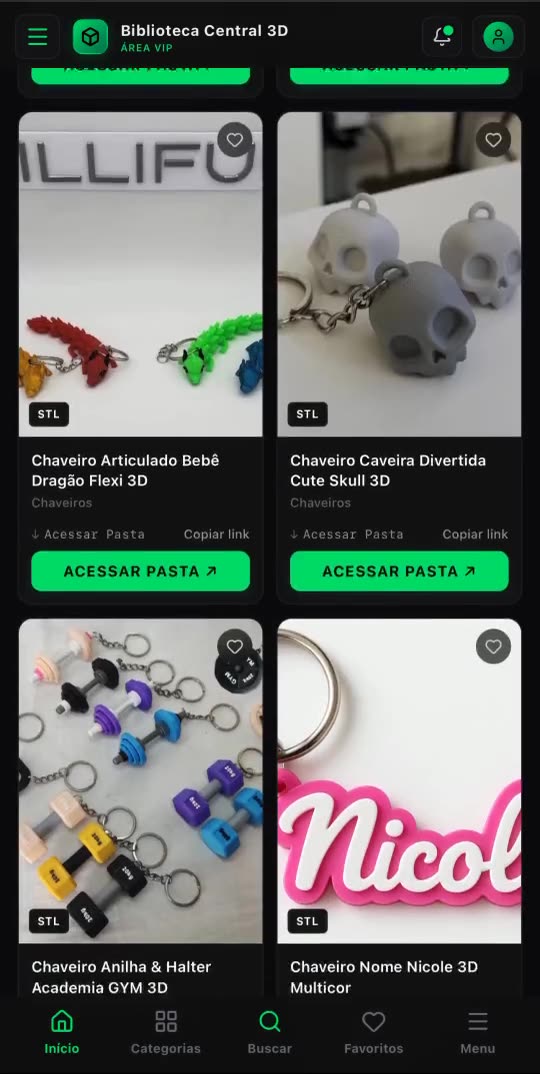 Biblioteca Central 3D
ÁREA VIP
ILLIFU
STL
STL
Chaveiro Articulado Bebê
Dragão Flexi 3D
Chaveiros
↓ Acessar Pasta
Copiar link
ACESSAR PASTA ↗
Chaveiro Caveira Divertida
Cute Skull 3D
Chaveiros
↓ Acessar Pasta
Copiar link
ACESSAR PASTA ↗
GYM
STL
Nicol
STL
Chaveiro Anilha & Halter
Academia GYM 3D
Chaveiro Nome Nicole 3D
Multicor
Início
Categorias
Buscar
Favoritos
Menu